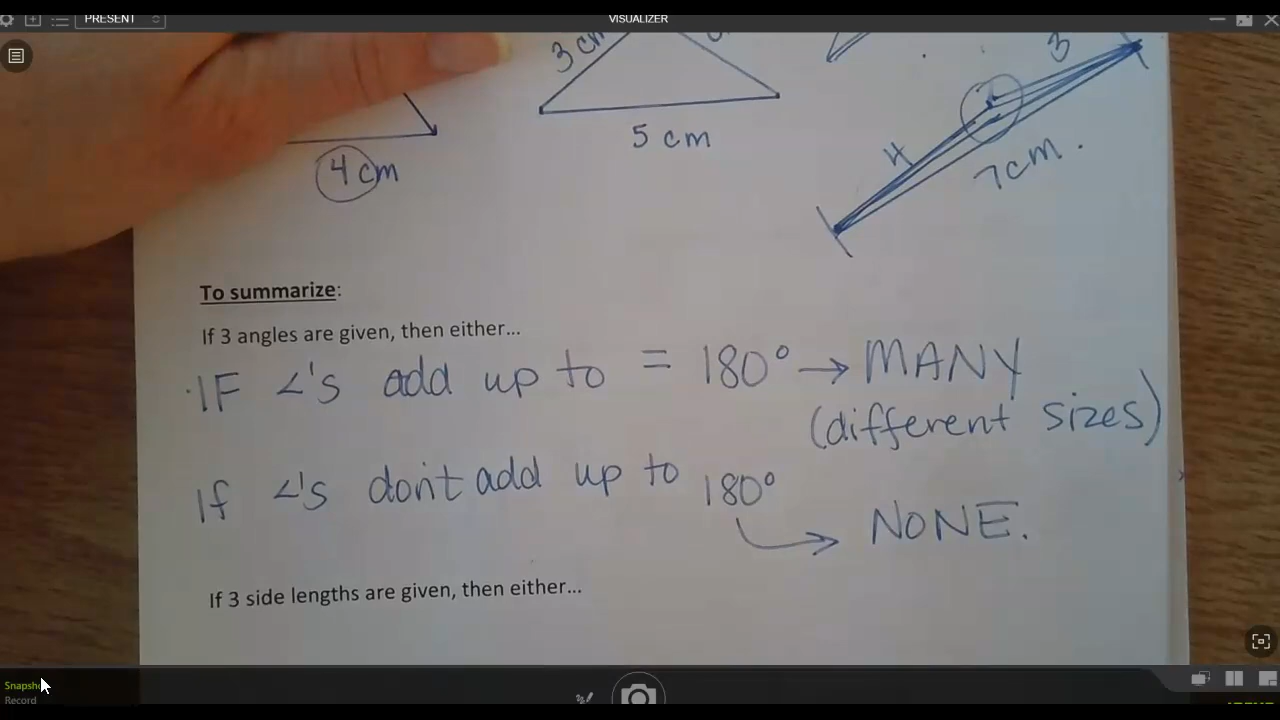 PRESENT
VISUALIZER
3 cm
3
5 cm
4 cm
4
7cm.
To summarize:
If 3 angles are given, then either...
·IF ∠'s add up to = 180° → MANY
(different sizes)
If ∠'s don't add up to 180°
→ NONE.
If 3 side lengths are given, then either...
Snapsh
Record